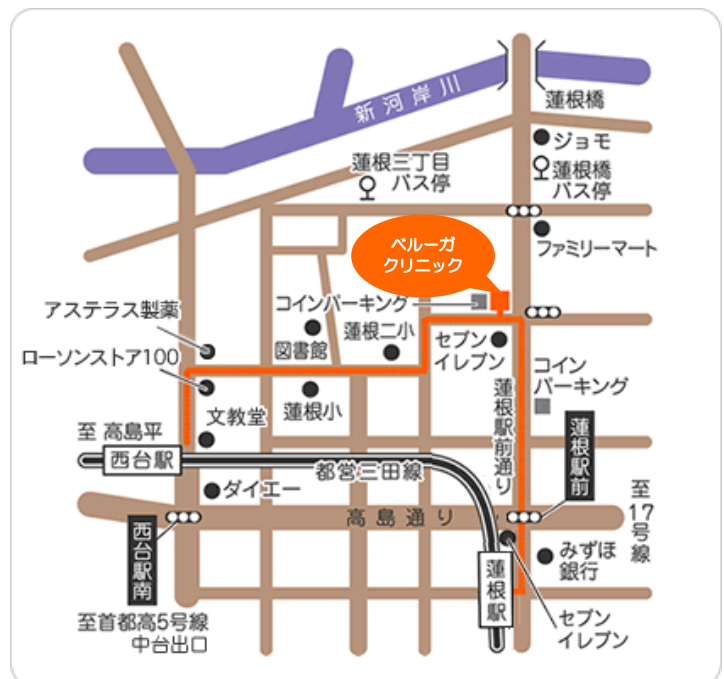 新河岸川
蓮根橋
ジョモ
蓮根三丁目
バス停
蓮根橋
バス停
ファミリーマート
ベルーガ
クリニック
コインパーキング
アステラス製薬
図書館
蓮根二小
セブン
イレブン
コイン
パーキング
ローソンストア100
蓮根駅前通り
文教堂
蓮根小
至 高島平
西台駅
都営三田線
蓮根駅前
ダイエー
至17号線
高島通り
西台駅南
みずほ
銀行
蓮根駅
至首都高5号線
中台出口
セブン
イレブン